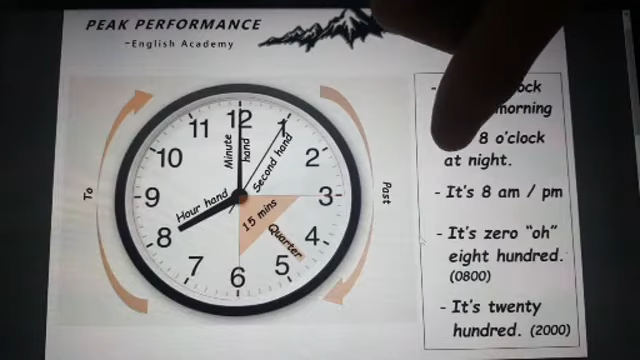 PEAK PERFORMANCE
-English Academy
12
1
2
3
4
5
6
7
8
9
10
11
Minute hand
Second hand
Hour hand
15 mins
Quarter
To
Past
-
morning
8 o'clock
at night.
- It's 8 am / pm
- It's zero "oh"
eight hundred.
(0800)
- It's twenty
hundred. (2000)